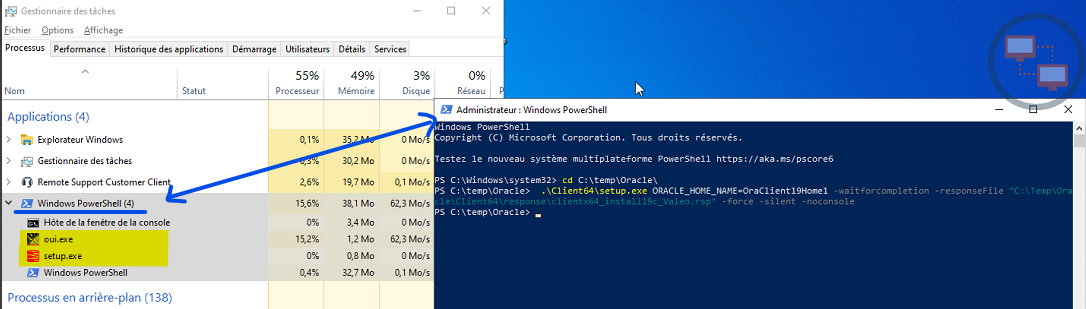 Gestionnaire des tâches
Fichier Options Affichage
Processus Performance Historique des applications Démarrage Utilisateurs Détails Services
55% 49% 3% 0%
Nom Statut Processeur Mémoire Disque Réseau P
Applications (4)
Explorateur Windows 0,1% 35,2 Mo 0 Mo/s
Gestionnaire des tâches 0,3% 30,2 Mo 0 Mo/s
Remote Support Customer Client 2,6% 19,7 Mo 0,1 Mo/s
Windows PowerShell (4) 15,6% 38,1 Mo 62,3 Mo/s
Hôte de la fenêtre de la console 0% 3,4 Mo 0 Mo/s
oui.exe 15,2% 1,2 Mo 62,3 Mo/s
setup.exe 0% 0,8 Mo 0 Mo/s
Windows PowerShell 0,4% 32,7 Mo 0,1 Mo/s
Processus en arrière-plan (138)
Administrateur : Windows PowerShell
Windows PowerShell
Copyright (C) Microsoft Corporation. Tous droits réservés.
Testez le nouveau système multiplateforme PowerShell https://aka.ms/pscore6
PS C:\Windows\system32> cd C:\temp\Oracle\
PS C:\temp\Oracle> .\Client64\setup.exe ORACLE_HOME_NAME=OraClient19Home1 -waitforcompletion -responseFile "C:\Temp\Ora
cle\Client64\response\clientx64_install19c_Valeo.rsp" -force -silent -noconsole
PS C:\temp\Oracle>